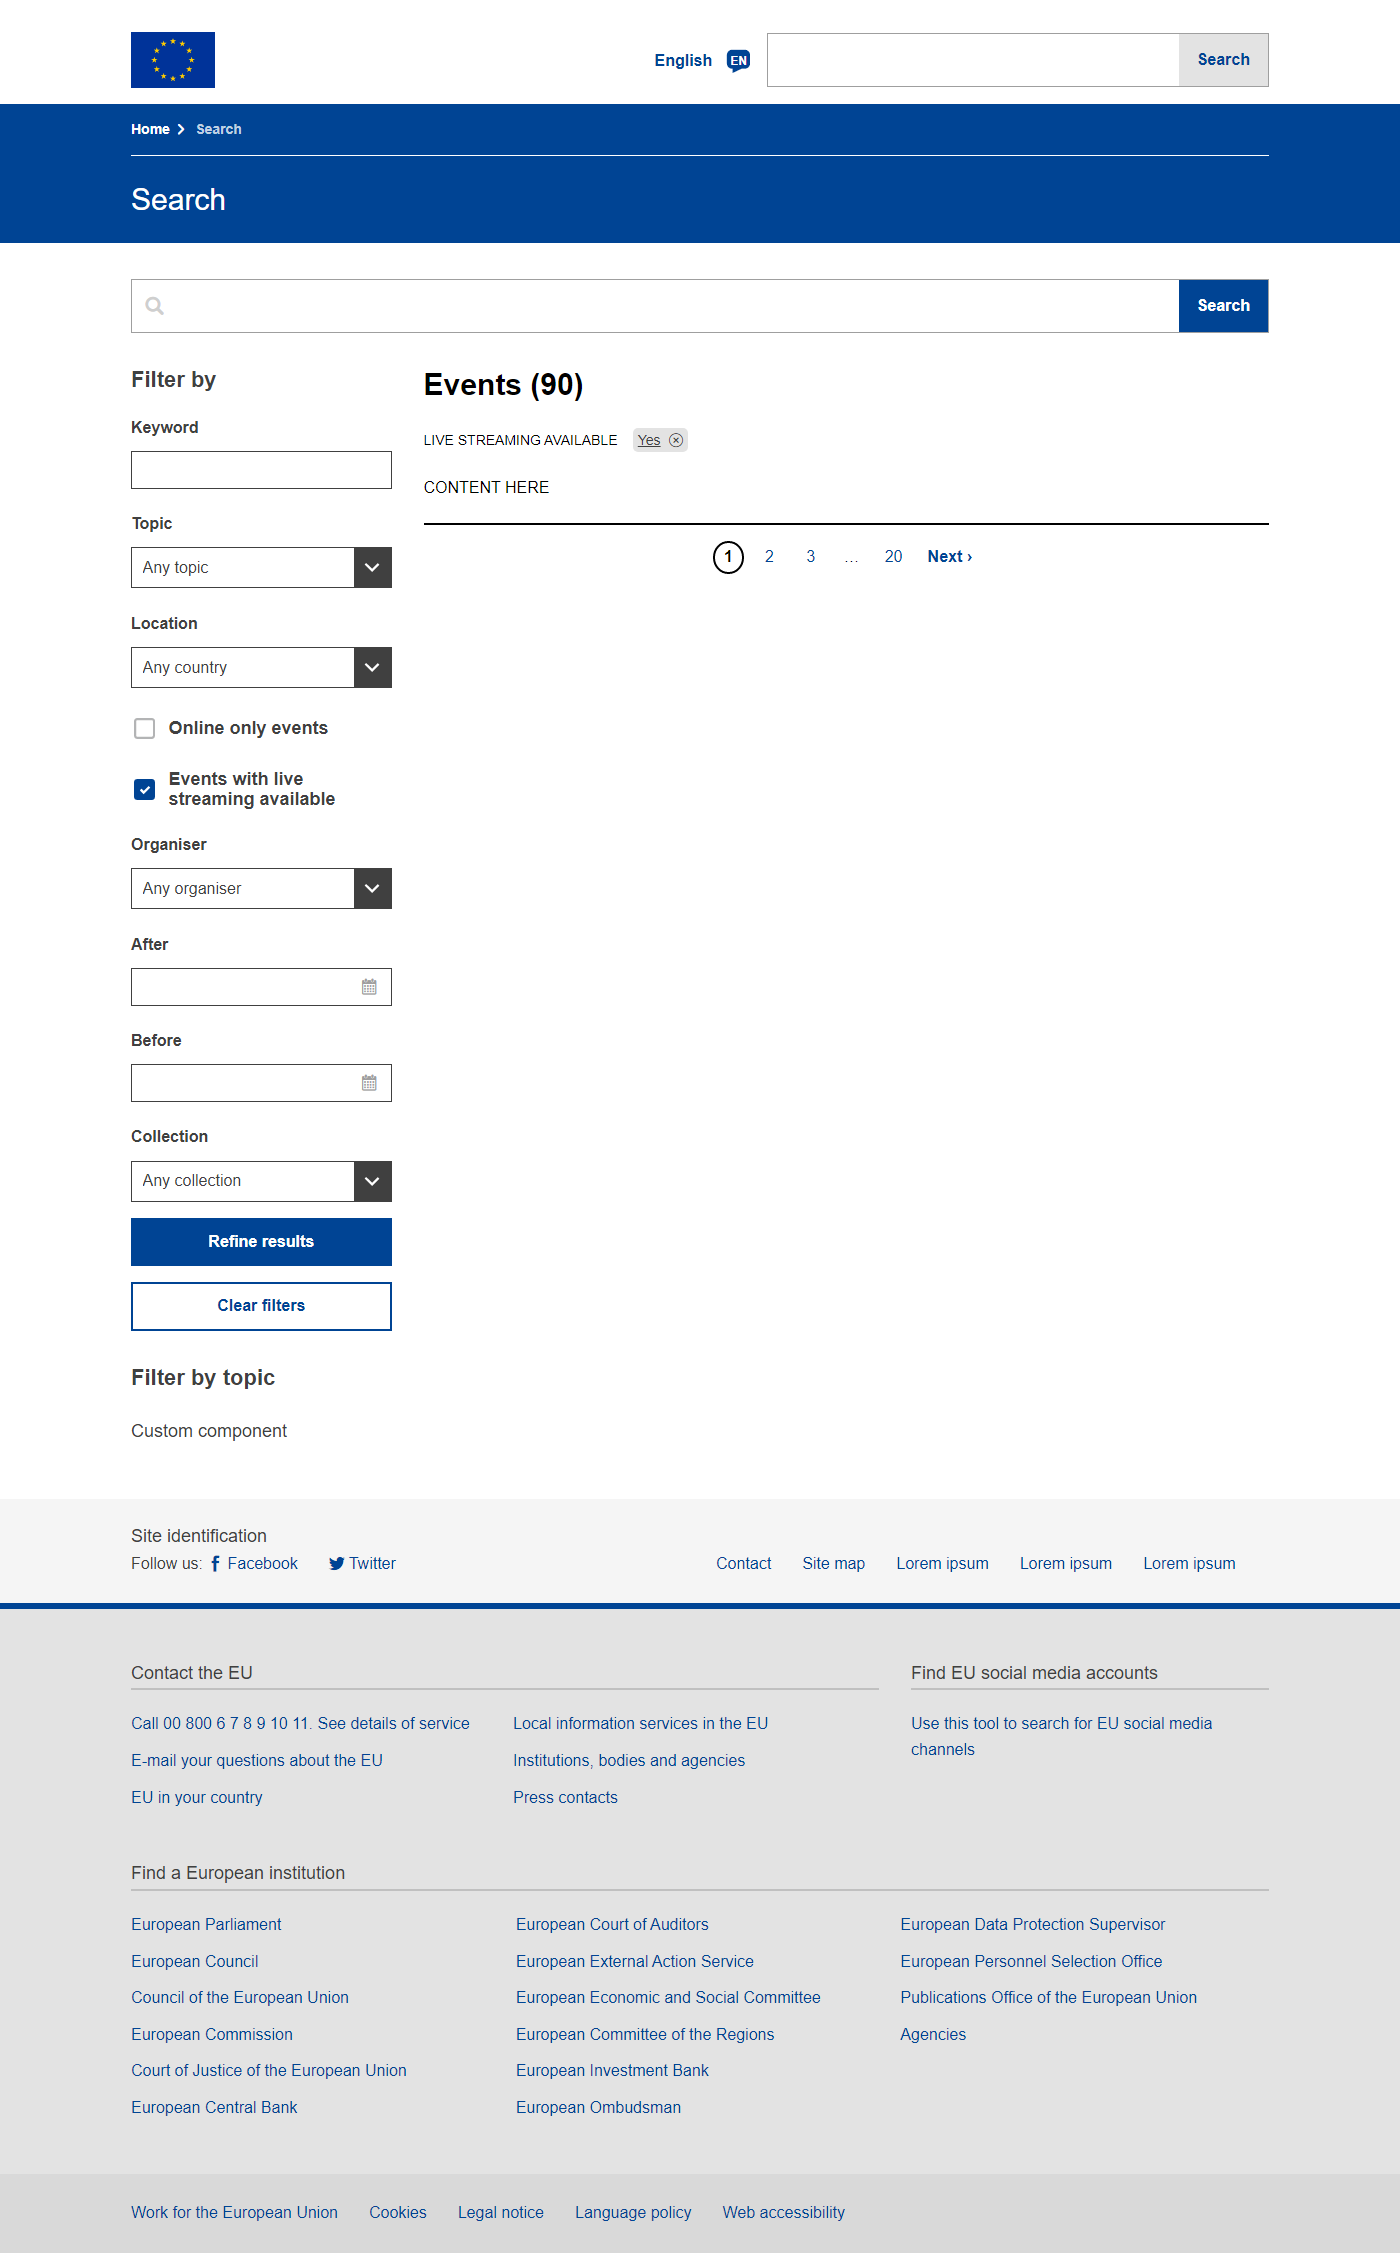 English EN Search
Home Search
Search
Search
Filter by
Keyword
Topic
Any topic
Location
Any country
Online only events
Events with live
streaming available
Organiser
Any organiser
After
Before
Collection
Any collection
Refine results
Clear filters
Filter by topic
Custom component
Events (90)
LIVE STREAMING AVAILABLE Yes
CONTENT HERE
1 2 3 … 20 Next ›
Site identification
Follow us: Facebook Twitter
Contact Site map Lorem ipsum Lorem ipsum Lorem ipsum
Contact the EU
Call 00 800 6 7 8 9 10 11. See details of service
E-mail your questions about the EU
EU in your country
Local information services in the EU
Institutions, bodies and agencies
Press contacts
Find EU social media accounts
Use this tool to search for EU social media
channels
Find a European institution
European Parliament
European Council
Council of the European Union
European Commission
Court of Justice of the European Union
European Central Bank
European Court of Auditors
European External Action Service
European Economic and Social Committee
European Committee of the Regions
European Investment Bank
European Ombudsman
European Data Protection Supervisor
European Personnel Selection Office
Publications Office of the European Union
Agencies
Work for the European Union Cookies Legal notice Language policy Web accessibility